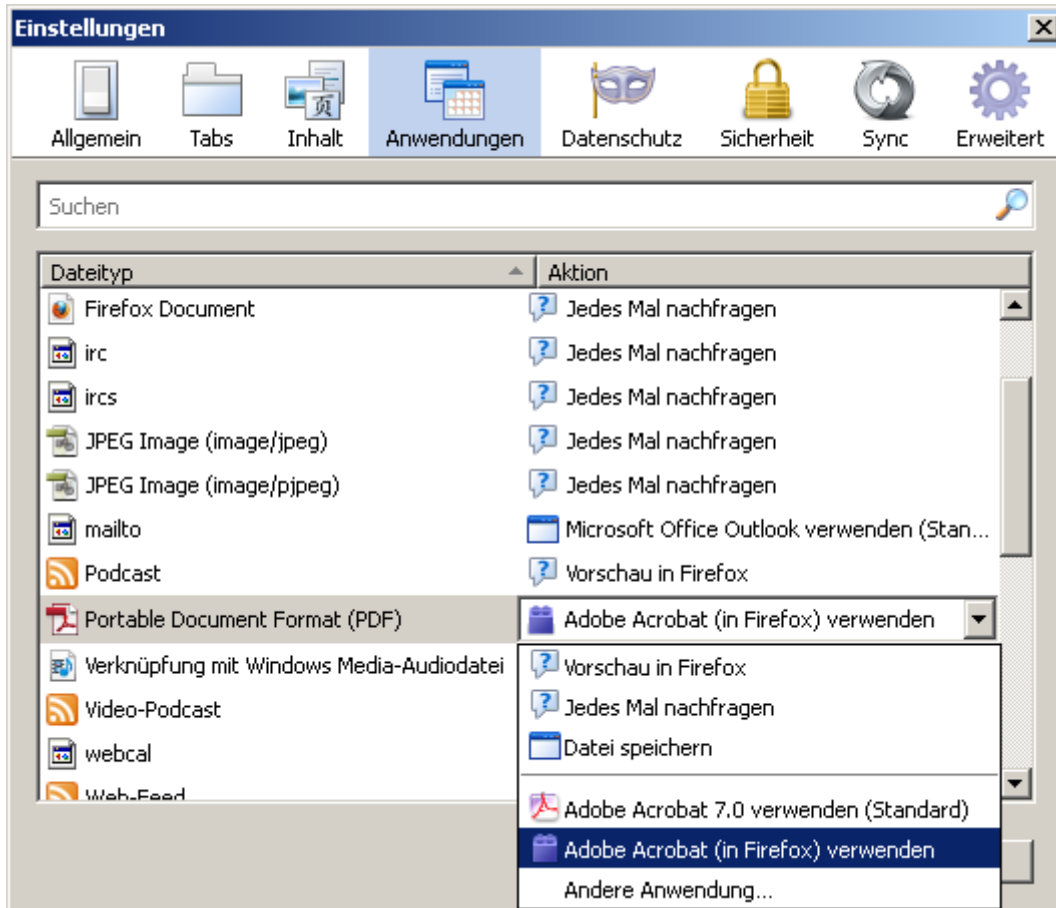 Einstellungen
Allgemein Tabs Inhalt Anwendungen Datenschutz Sicherheit Sync Erweitert
Suchen
Dateityp Aktion
Firefox Document Jedes Mal nachfragen
irc Jedes Mal nachfragen
ircs Jedes Mal nachfragen
JPEG Image (image/jpeg) Jedes Mal nachfragen
JPEG Image (image/pjpeg) Jedes Mal nachfragen
mailto Microsoft Office Outlook verwenden (Stan...
Podcast Vorschau in Firefox
Portable Document Format (PDF) Adobe Acrobat (in Firefox) verwenden
Verknüpfung mit Windows Media-Audiodatei Vorschau in Firefox
Video-Podcast Jedes Mal nachfragen
webcal Datei speichern
Web-Feed
Adobe Acrobat 7.0 verwenden (Standard)
Adobe Acrobat (in Firefox) verwenden
Andere Anwendung...